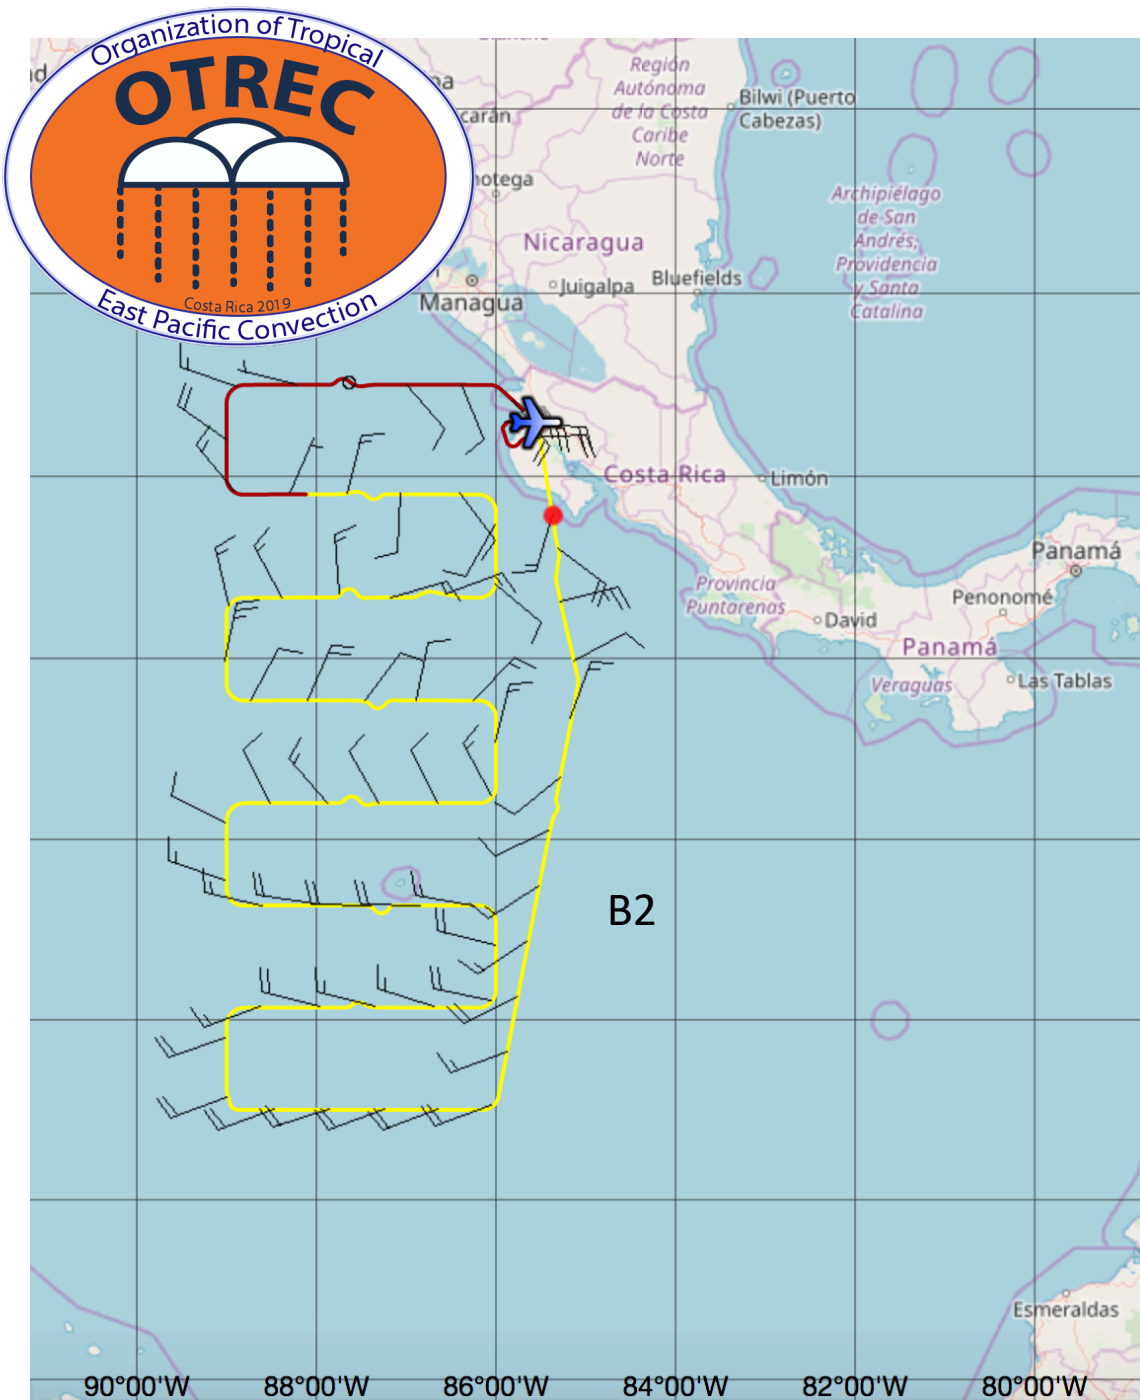 Organization of Tropical
OTREC
Costa Rica 2019
East Pacific Convection
Región
Autónoma
de la Costa
Caribe
Norte
Bilwi (Puerto
Cabezas)
carán
notega
Archipiélago
de San
Andrés,
Providencia
y Santa
Catalina
Nicaragua
Juigalpa
Bluefields
Managua
Costa Rica
Limón
Panamá
Provincia
Puntarenas
Penonomé
David
Panamá
Veraguas
Las Tablas
B2
Esmeraldas
90°00'W
88°00'W
86°00'W
84°00'W
82°00'W
80°00'W